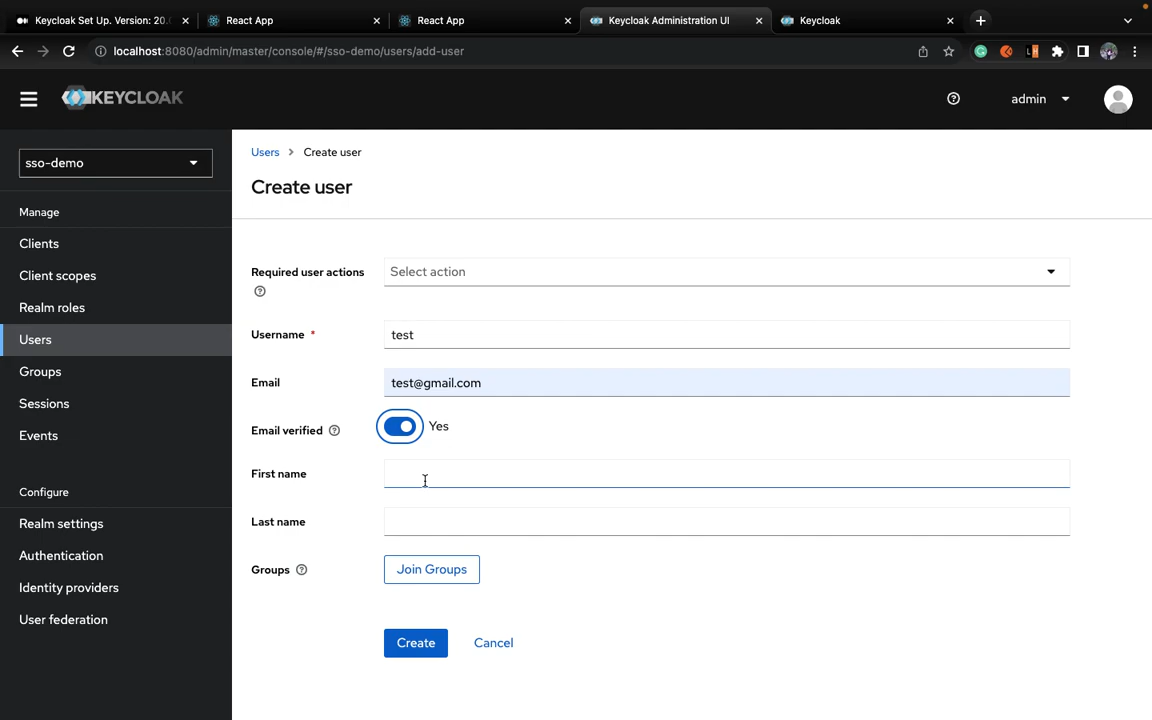 Keycloak Set Up. Version: 20.
React App
React App
Keycloak Administration UI
Keycloak
localhost:8080/admin/master/console/#/sso-demo/users/add-user
KEYCLOAK
admin
sso-demo
Manage
Clients
Client scopes
Realm roles
Users
Groups
Sessions
Events
Configure
Realm settings
Authentication
Identity providers
User federation
Users > Create user
Create user
Required user actions
Select action
Username *
test
Email
test@gmail.com
Email verified
Yes
First name
Last name
Groups
Join Groups
Create
Cancel